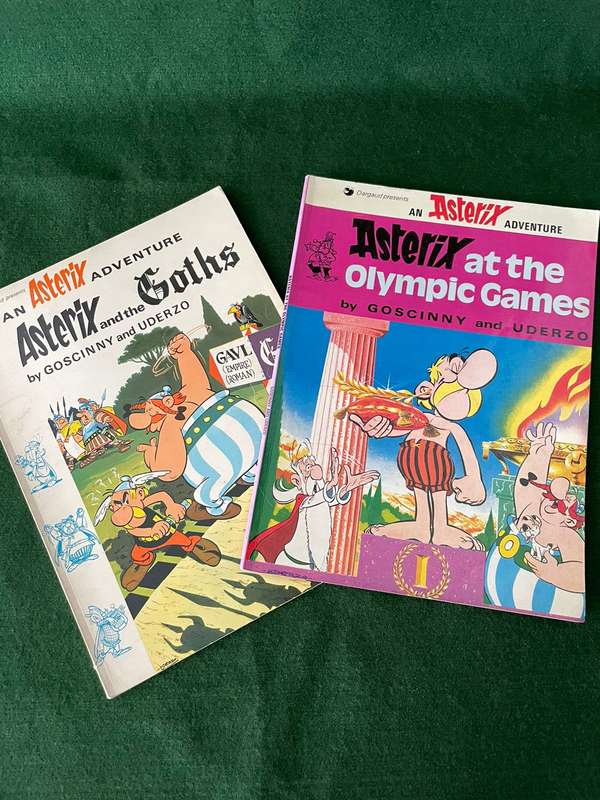 presents
AN Asterix ADVENTURE
Asterix and the Goths
by GOSCINNY and UDERZO
GAVL
(EMPIRE)
(ROMAN)
G
Dargaud presents
AN Asterix ADVENTURE
Asterix at the
Olympic Games
by GOSCINNY and UDERZO
I